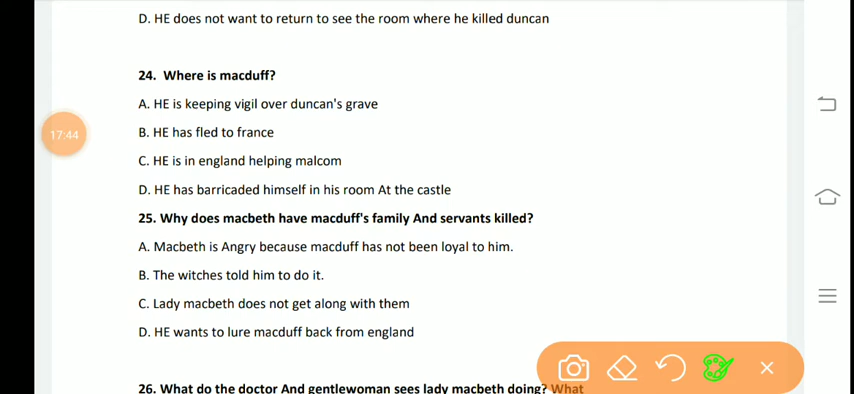 D. HE does not want to return to see the room where he killed duncan
24. Where is macduff?
A. HE is keeping vigil over duncan's grave
B. HE has fled to france
17:44
C. HE is in england helping malcom
D. HE has barricaded himself in his room At the castle
25. Why does macbeth have macduff's family And servants killed?
A. Macbeth is Angry because macduff has not been loyal to him.
B. The witches told him to do it.
C. Lady macbeth does not get along with them
D. HE wants to lure macduff back from england
26. What do the doctor And gentlewoman sees lady macbeth doing? What